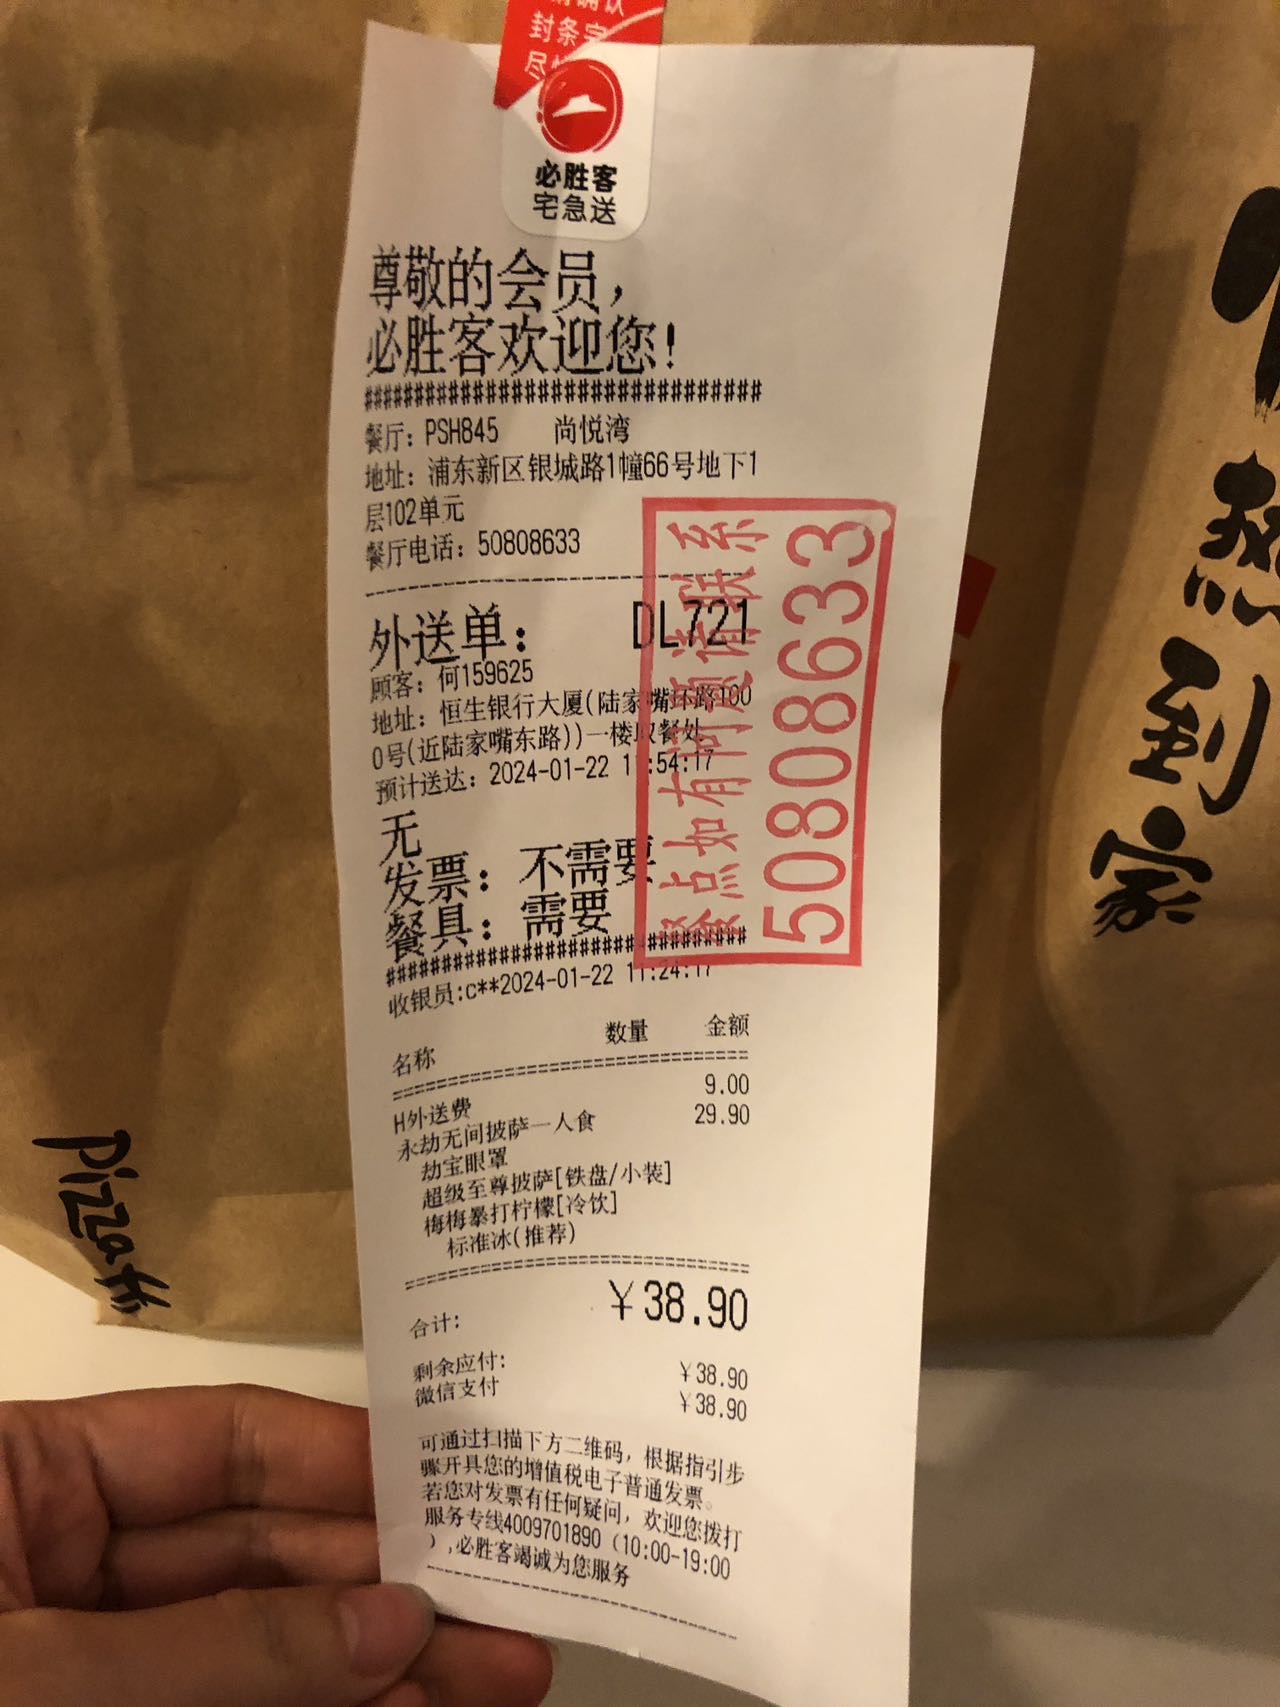 封条完
必胜客
宅急送
尊敬的会员，
必胜客欢迎您!
#################################
餐厅: PSH845 尚悦湾
地址: 浦东新区银城路1幢66号地下1
层102单元
餐厅电话: 50808633
外送单: DL721
顾客: 何159625
地址: 恒生银行大厦(陆家嘴环路100
0号(近陆家嘴东路))一楼取餐处
预计送达: 2024-01-22 11:54:17
无
发票: 不需要
餐具: 需要
#################################
收银员:c**2024-01-22 11:24:17
餐点如有问题请联系
50808633
名称 数量 金额
H外送费 9.00
永劫无间披萨一人食 29.90
劫宝眼罩
超级至尊披萨[铁盘/小装]
梅梅暴打柠檬[冷饮]
标准冰(推荐)
合计: ￥38.90
剩余应付: ￥38.90
微信支付 ￥38.90
可通过扫描下方二维码，根据指引步
骤开具您的增值税电子普通发票。
若您对发票有任何疑问，欢迎您拨打
服务专线4009701890（10:00-19:00
）,必胜客竭诚为您服务
热到家